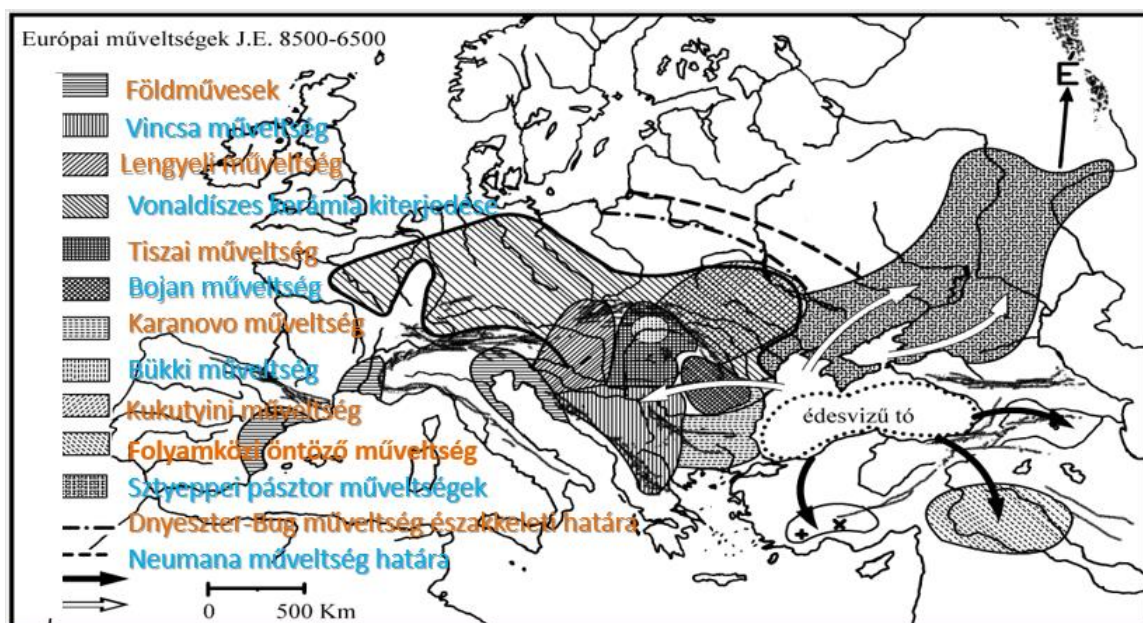 Európai műveltségek J.E. 8500-6500
É
Földművesek
Vincsa műveltség
Lengyeli műveltség
Vonaldíszes kerámia kiterjedése
Tiszai műveltség
Bojan műveltség
Karanovo műveltség
Bükki műveltség
Kukutyini műveltség
édesvizű tó
Folyamközi öntöző műveltség
Sztyeppei pásztor műveltségek
Dnyeszter-Bug műveltség északkeleti határa
Neumana műveltség határa
0 500 Km